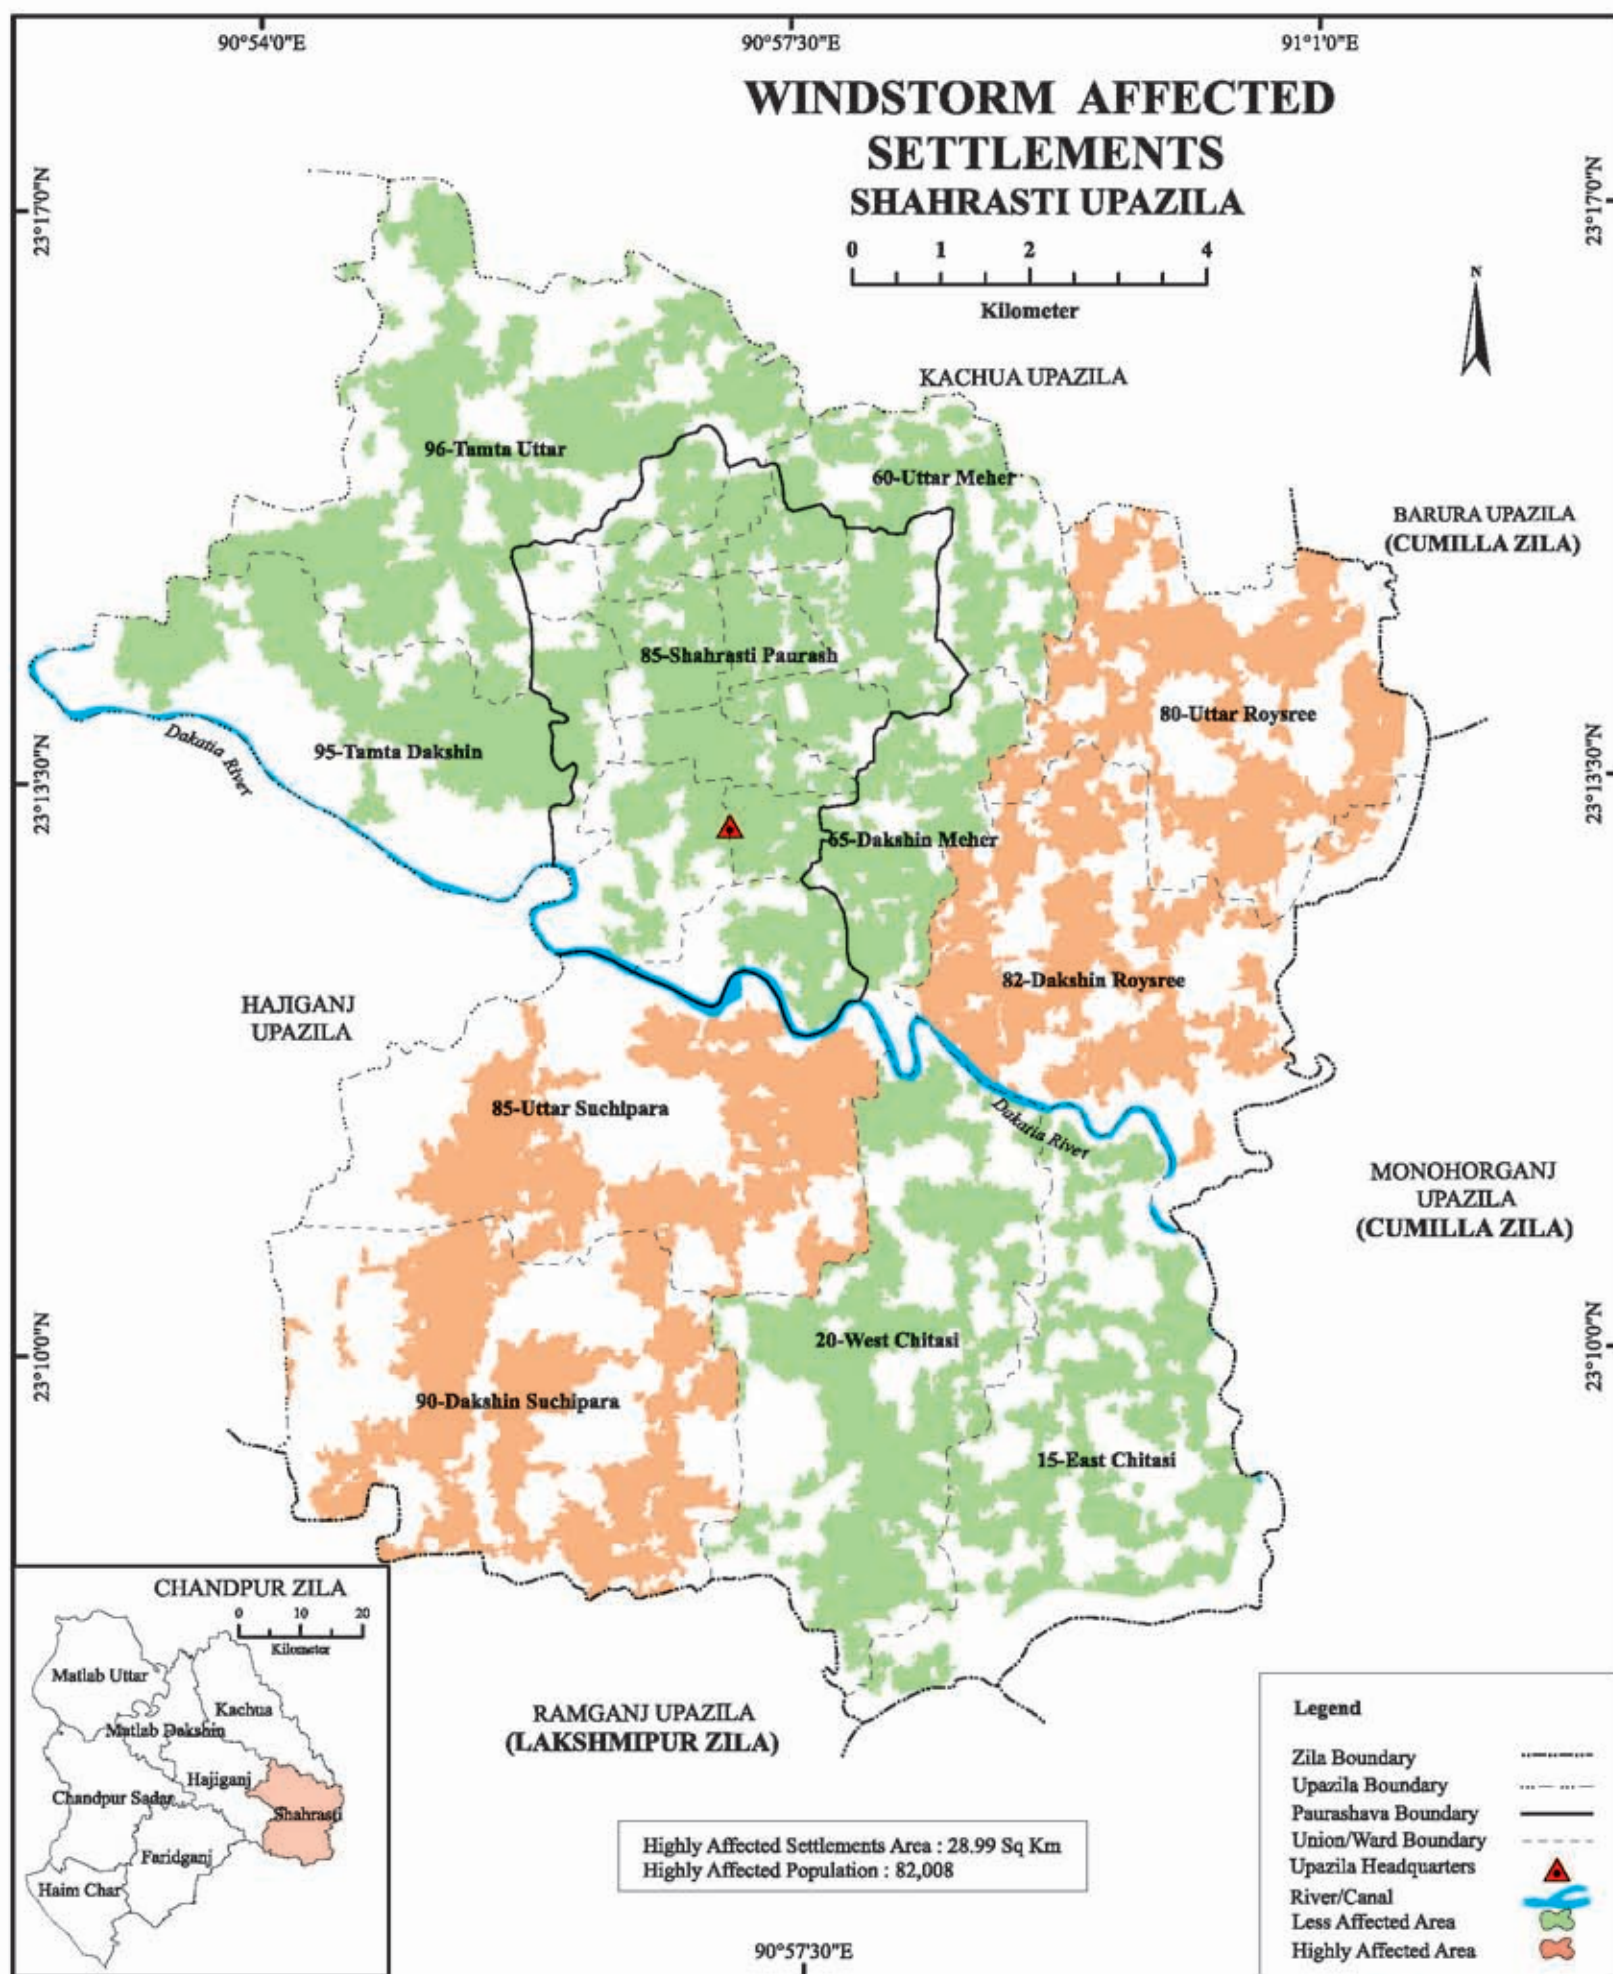 90°54'0"E
90°57'30"E
91°1'0"E
WINDSTORM AFFECTED
SETTLEMENTS
SHAHRASTI UPAZILA
0 1 2 4
Kilometer
N
23°17'0"N
23°17'0"N
KACHUA UPAZILA
96-Tamta Uttar
60-Uttar Meher
BARURA UPAZILA
(CUMILLA ZILA)
85-Shahrasti Paurash
80-Uttar Roysree
Dakatia River
95-Tamta Dakshin
23°13'30"N
23°13'30"N
65-Dakshin Meher
82-Dakshin Roysree
HAJIGANJ
UPAZILA
85-Uttar Suchipara
Dakatia River
MONOHORGANJ
UPAZILA
(CUMILLA ZILA)
20-West Chitasi
23°10'0"N
23°10'0"N
90-Dakshin Suchipara
15-East Chitasi
CHANDPUR ZILA
0 10 20
Kilometer
Matlab Uttar
Kachua
Matlab Dakshin
Hajiganj
Chandpur Sadar
Shahrasti
Faridganj
Haim Char
RAMGANJ UPAZILA
(LAKSHMIPUR ZILA)
Highly Affected Settlements Area : 28.99 Sq Km
Highly Affected Population : 82,008
90°57'30"E
Legend
Zila Boundary
Upazila Boundary
Paurashava Boundary
Union/Ward Boundary
Upazila Headquarters
River/Canal
Less Affected Area
Highly Affected Area